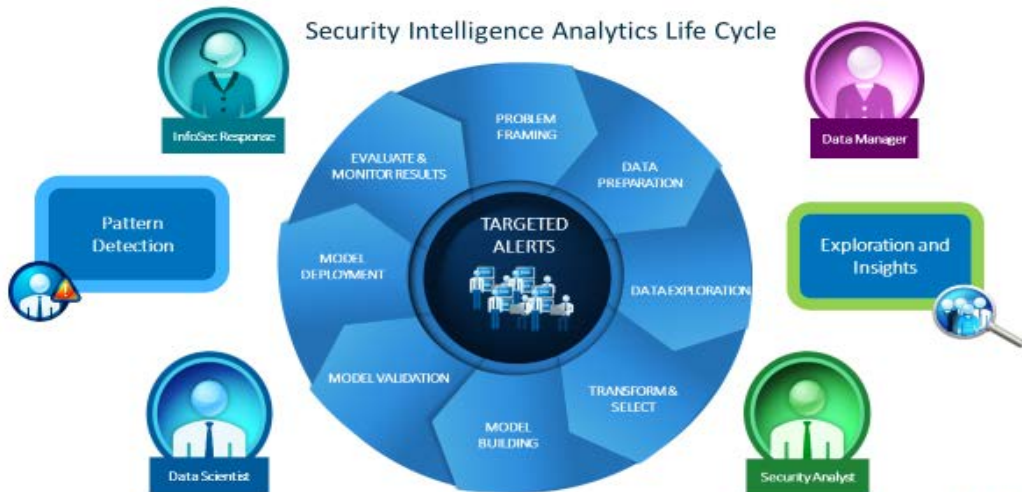 Security Intelligence Analytics Life Cycle
InfoSec Response
Data Manager
PROBLEM
FRAMING
EVALUATE &
MONITOR RESULTS
DATA
PREPARATION
Pattern
Detection
TARGETED
ALERTS
MODEL
DEPLOYMENT
DATA EXPLORATION
Exploration and
Insights
MODEL VALIDATION
TRANSFORM &
SELECT
MODEL
BUILDING
Data Scientist
Security Analyst